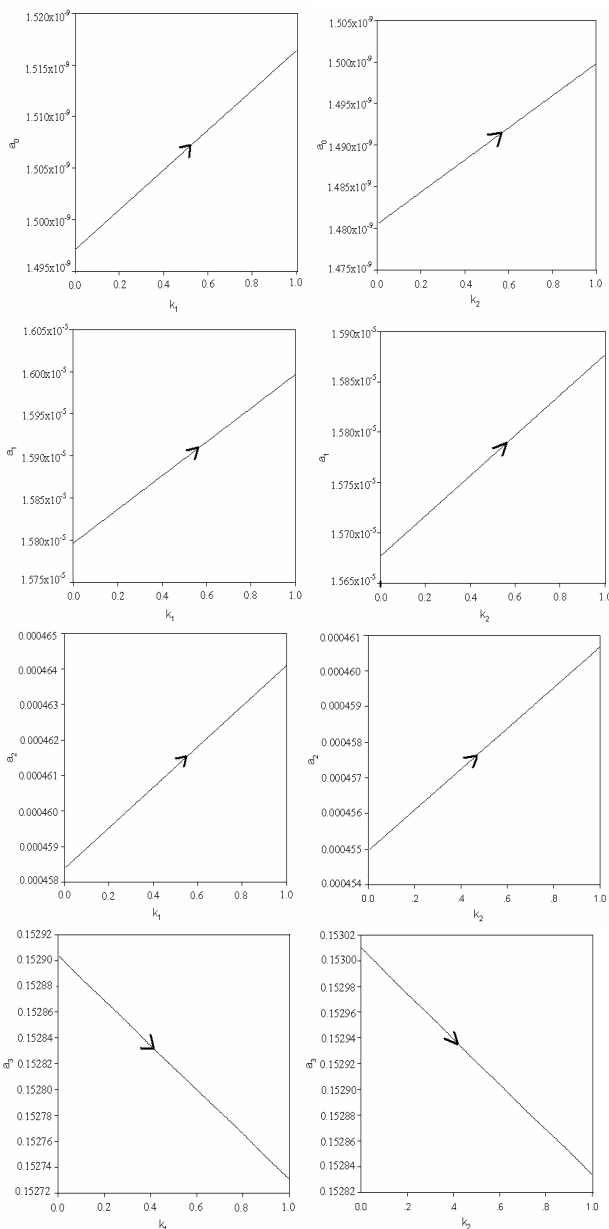 1.520x10⁻⁹
1.515x10⁻⁹
1.510x10⁻⁹
1.505x10⁻⁹
1.500x10⁻⁹
1.495x10⁻⁹
a₀
0.0 0.2 0.4 0.6 0.8 1.0
k₁
1.505x10⁻⁹
1.500x10⁻⁹
1.495x10⁻⁹
1.490x10⁻⁹
1.485x10⁻⁹
1.480x10⁻⁹
1.475x10⁻⁹
a₀
0.0 0.2 0.4 0.6 0.8 1.0
k₂
1.605x10⁻⁵
1.600x10⁻⁵
1.595x10⁻⁵
1.590x10⁻⁵
1.585x10⁻⁵
1.580x10⁻⁵
1.575x10⁻⁵
a₁
0.0 0.2 0.4 0.6 0.8 1.0
k₁
1.590x10⁻⁵
1.585x10⁻⁵
1.580x10⁻⁵
1.575x10⁻⁵
1.570x10⁻⁵
1.565x10⁻⁵
a₁
0.0 0.2 0.4 0.6 0.8 1.0
k₂
0.000465
0.000464
0.000463
0.000462
0.000461
0.000460
0.000459
0.000458
a₂
0.0 0.2 0.4 0.6 0.8 1.0
k₁
0.000461
0.000460
0.000459
0.000458
0.000457
0.000456
0.000455
0.000454
a₂
0.0 .2 .4 .6 .8 1.0
k₂
0.15292
0.15290
0.15288
0.15286
0.15284
0.15282
0.15280
0.15278
0.15276
0.15274
0.15272
a₃
0.0 0.2 0.4 0.6 0.8 1.0
k₁
0.15302
0.15300
0.15298
0.15296
0.15294
0.15292
0.15290
0.15288
0.15286
0.15284
0.15282
a₃
0.0 .2 .4 .6 .8 1.0
k₂